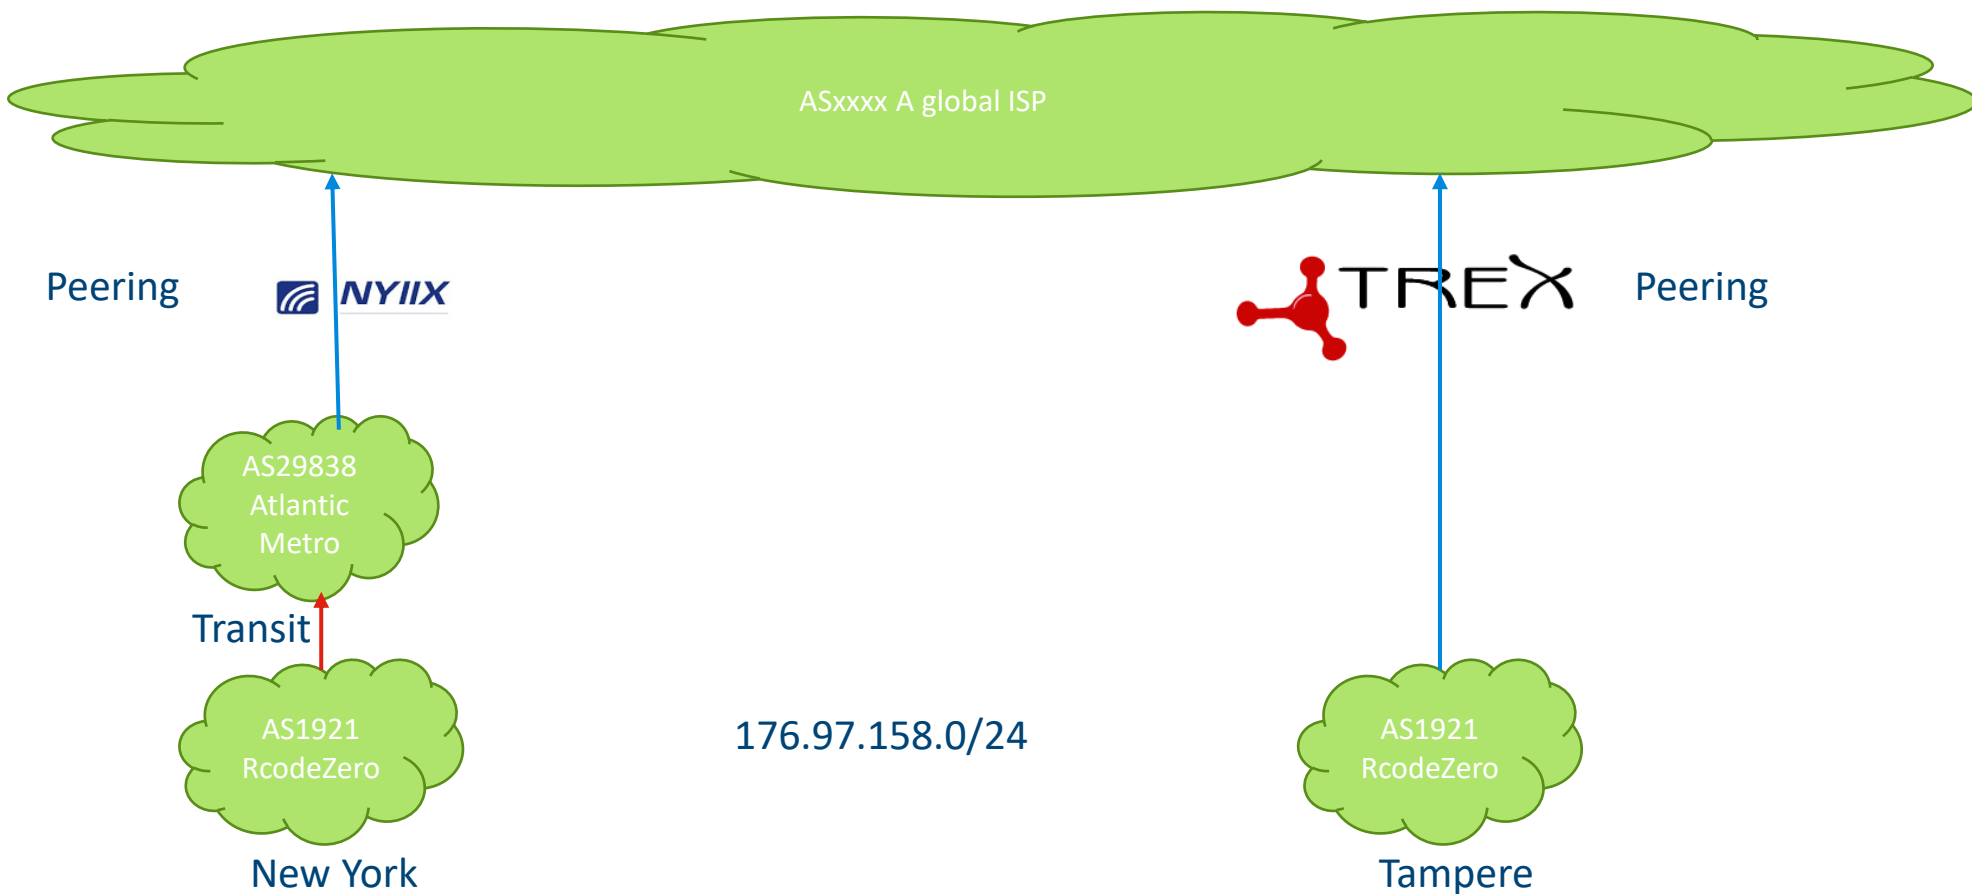 ASxxxx A global ISP
Peering
NYIIX
TREX
Peering
AS29838
Atlantic
Metro
Transit
AS1921
RcodeZero
176.97.158.0/24
AS1921
RcodeZero
New York
Tampere